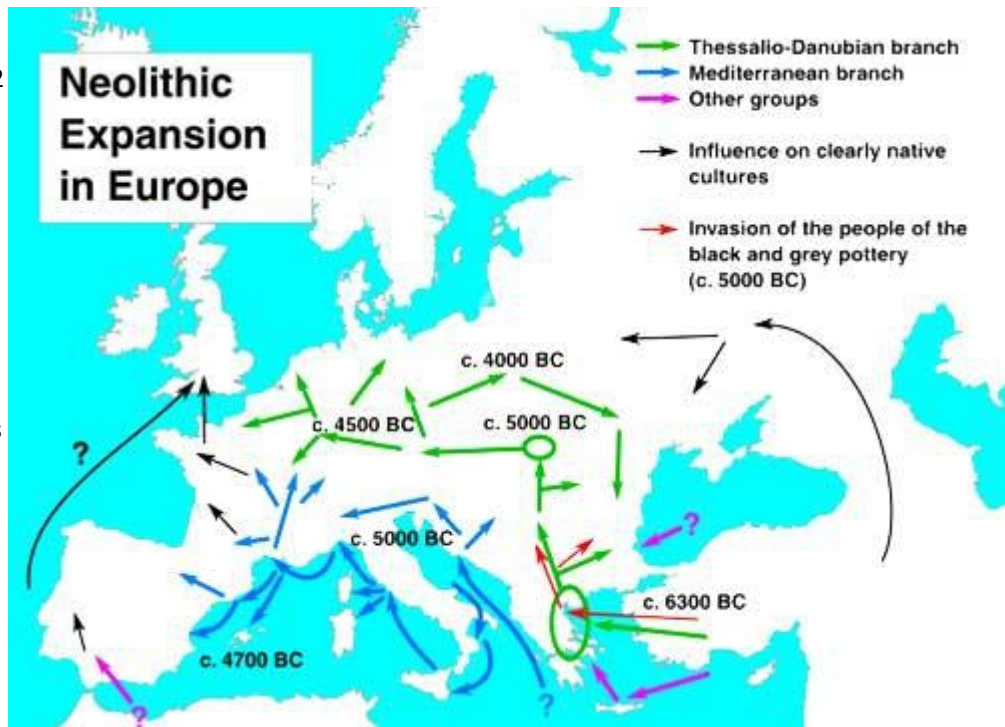 Neolithic
Expansion
in Europe
Thessalio-Danubian branch
Mediterranean branch
Other groups
Influence on clearly native
cultures
Invasion of the people of the
black and grey pottery
(c. 5000 BC)
2
s
c. 4000 BC
c. 4500 BC
c. 5000 BC
?
c. 5000 BC
?
c. 6300 BC
c. 4700 BC
?
?